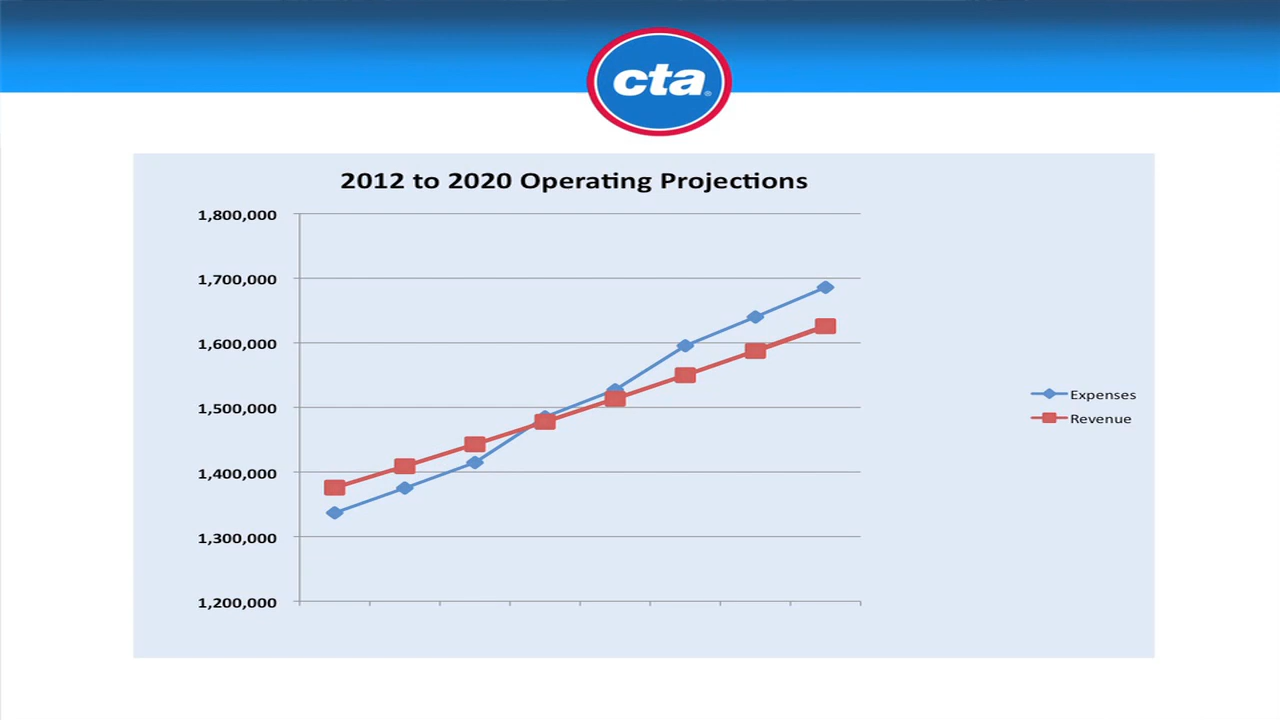 cta
2012 to 2020 Operating Projections
1,800,000
1,700,000
1,600,000
1,500,000
1,400,000
1,300,000
1,200,000
Expenses
Revenue